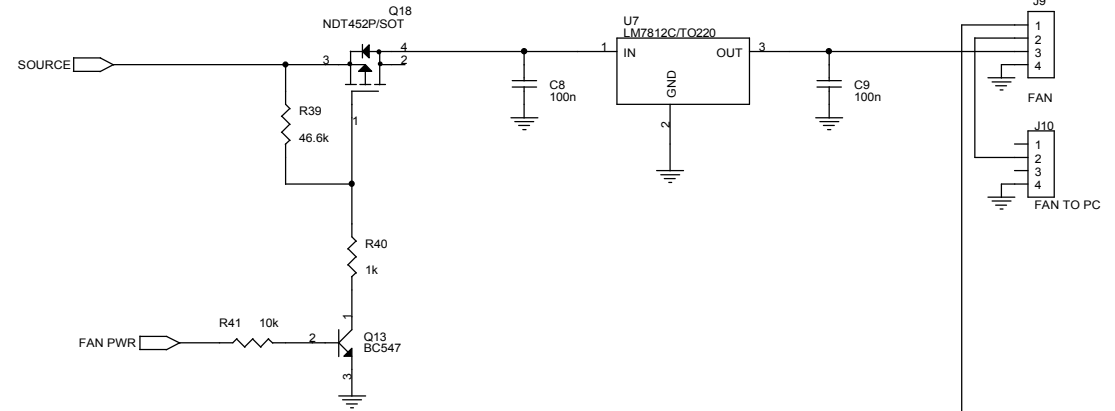 J9
Q18
NDT452P/SOT
U7
LM7812C/TO220
1
4
2
1
IN
OUT
3
2
3
4
SOURCE
3
2
GND
C8
100n
C9
100n
FAN
R39
46.6k
1
2
J10
1
2
3
4
FAN TO PC
R40
1k
R41 10k
1
FAN PWR
2
Q13
BC547
3